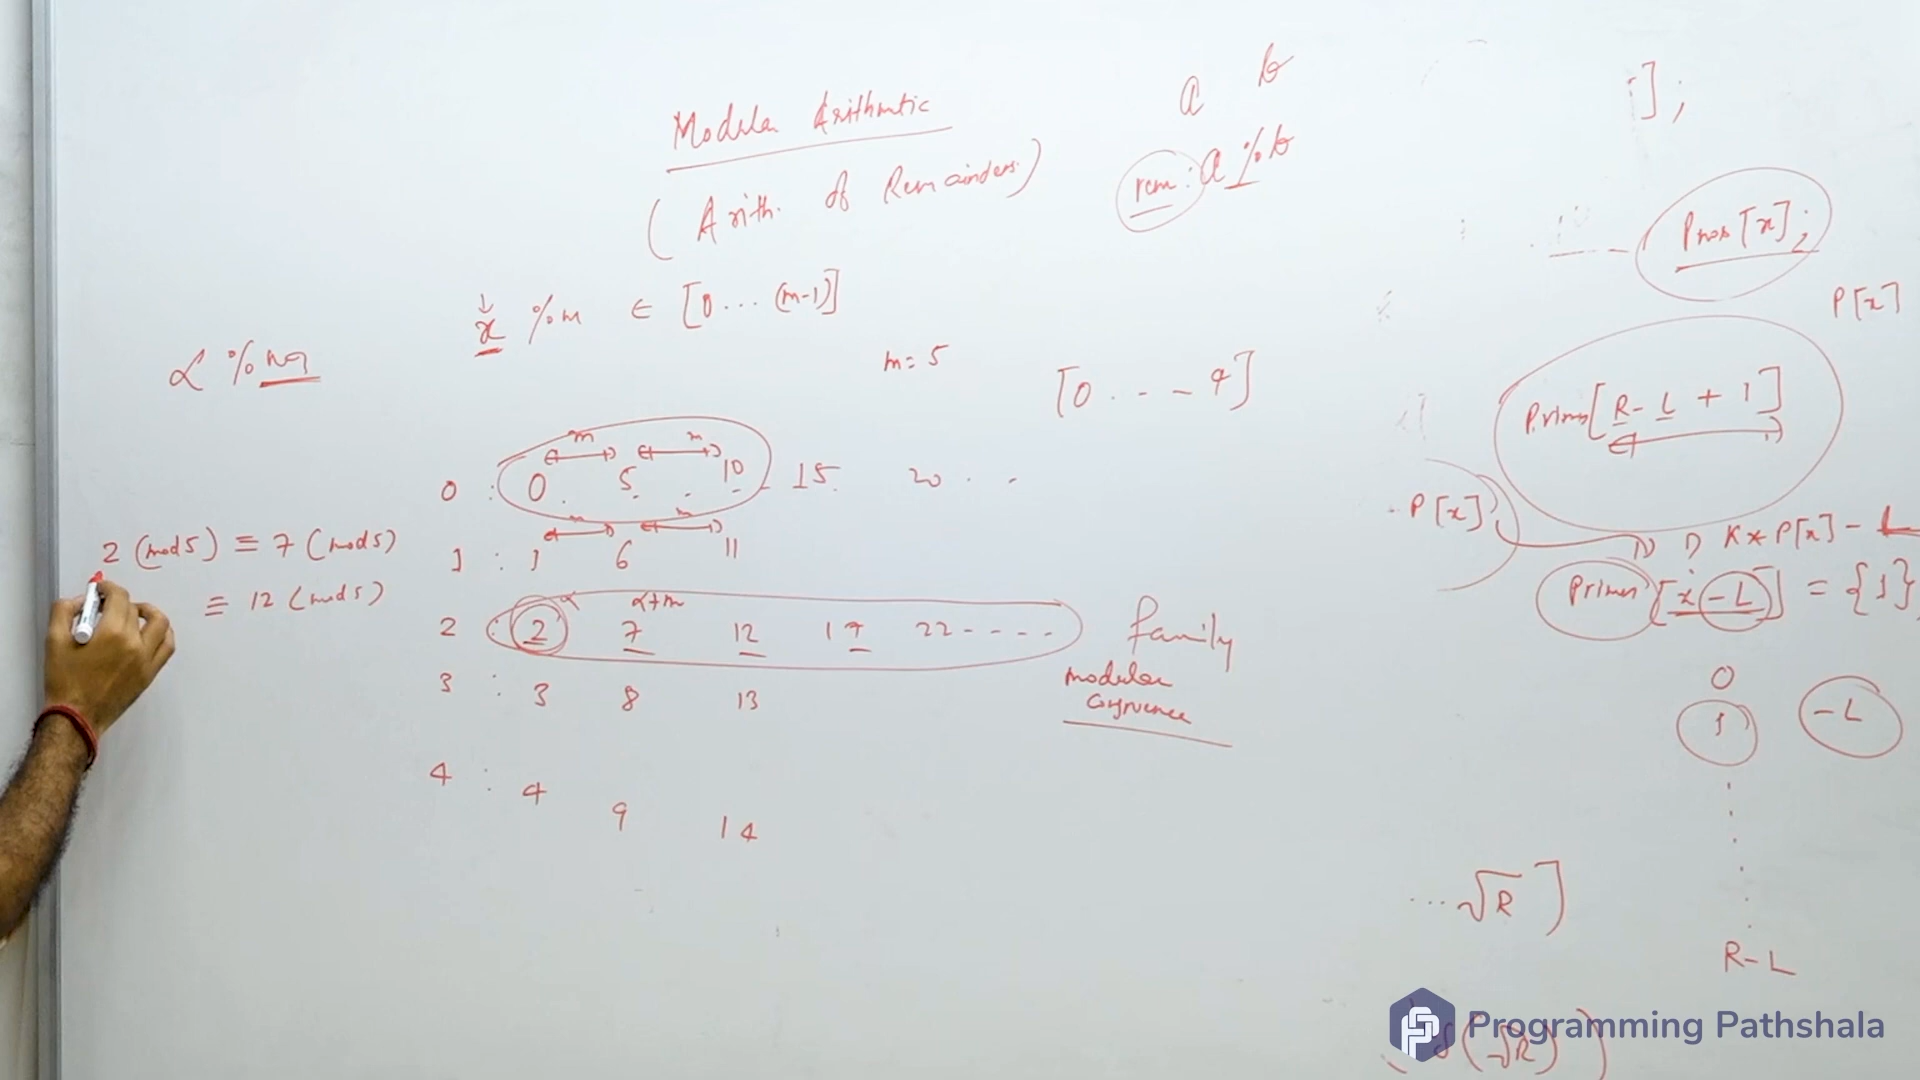 Modular Arithmetic
(Arith. of Remainders)
a b
rem: a % b
x % m ∈ [0 ... (m-1)]
m = 5
[0 . - - 4]
0 : 0 5 10 15 20 . .
m m
1 : 1 6 11
m m
2 : 2 7 12 17 22 - - - -
α α+m
family
modular
congruence
3 : 3 8 13
4 : 4 9 14
2 (mod 5) ≡ 7 (mod 5)
≡ 12 (mod 5)
];
P[x]
Primes[R - L + 1]
P[x]
K * P[x] - L
Primes[x - L] = {1}
0
1 -L
R - L
... √R ]
(√R)
Programming Pathshala